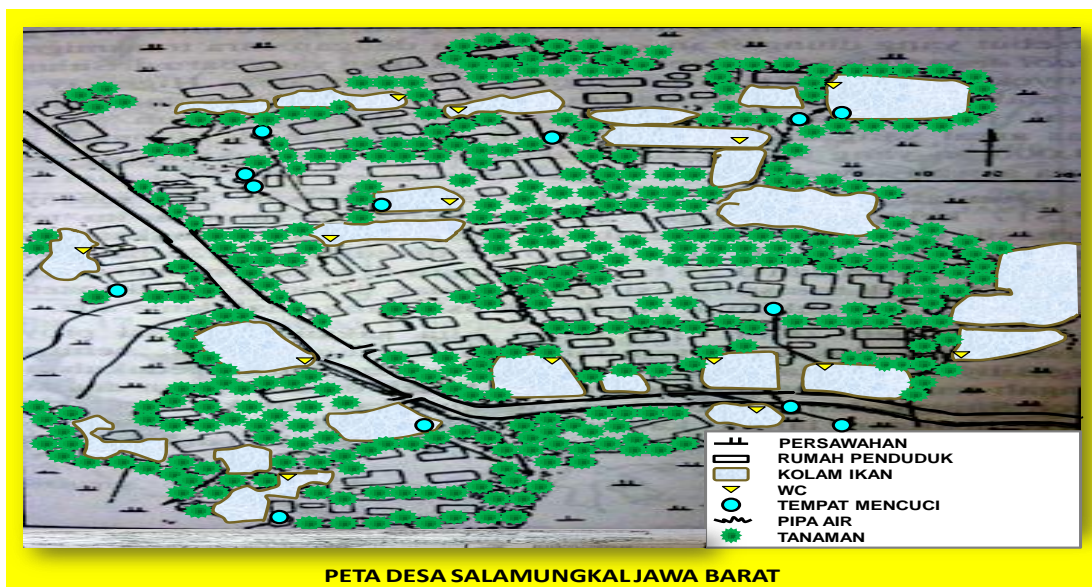 PERSAWAHAN
RUMAH PENDUDUK
KOLAM IKAN
WC
TEMPAT MENCUCI
PIPA AIR
TANAMAN
PETA DESA SALAMUNGKAL JAWA BARAT